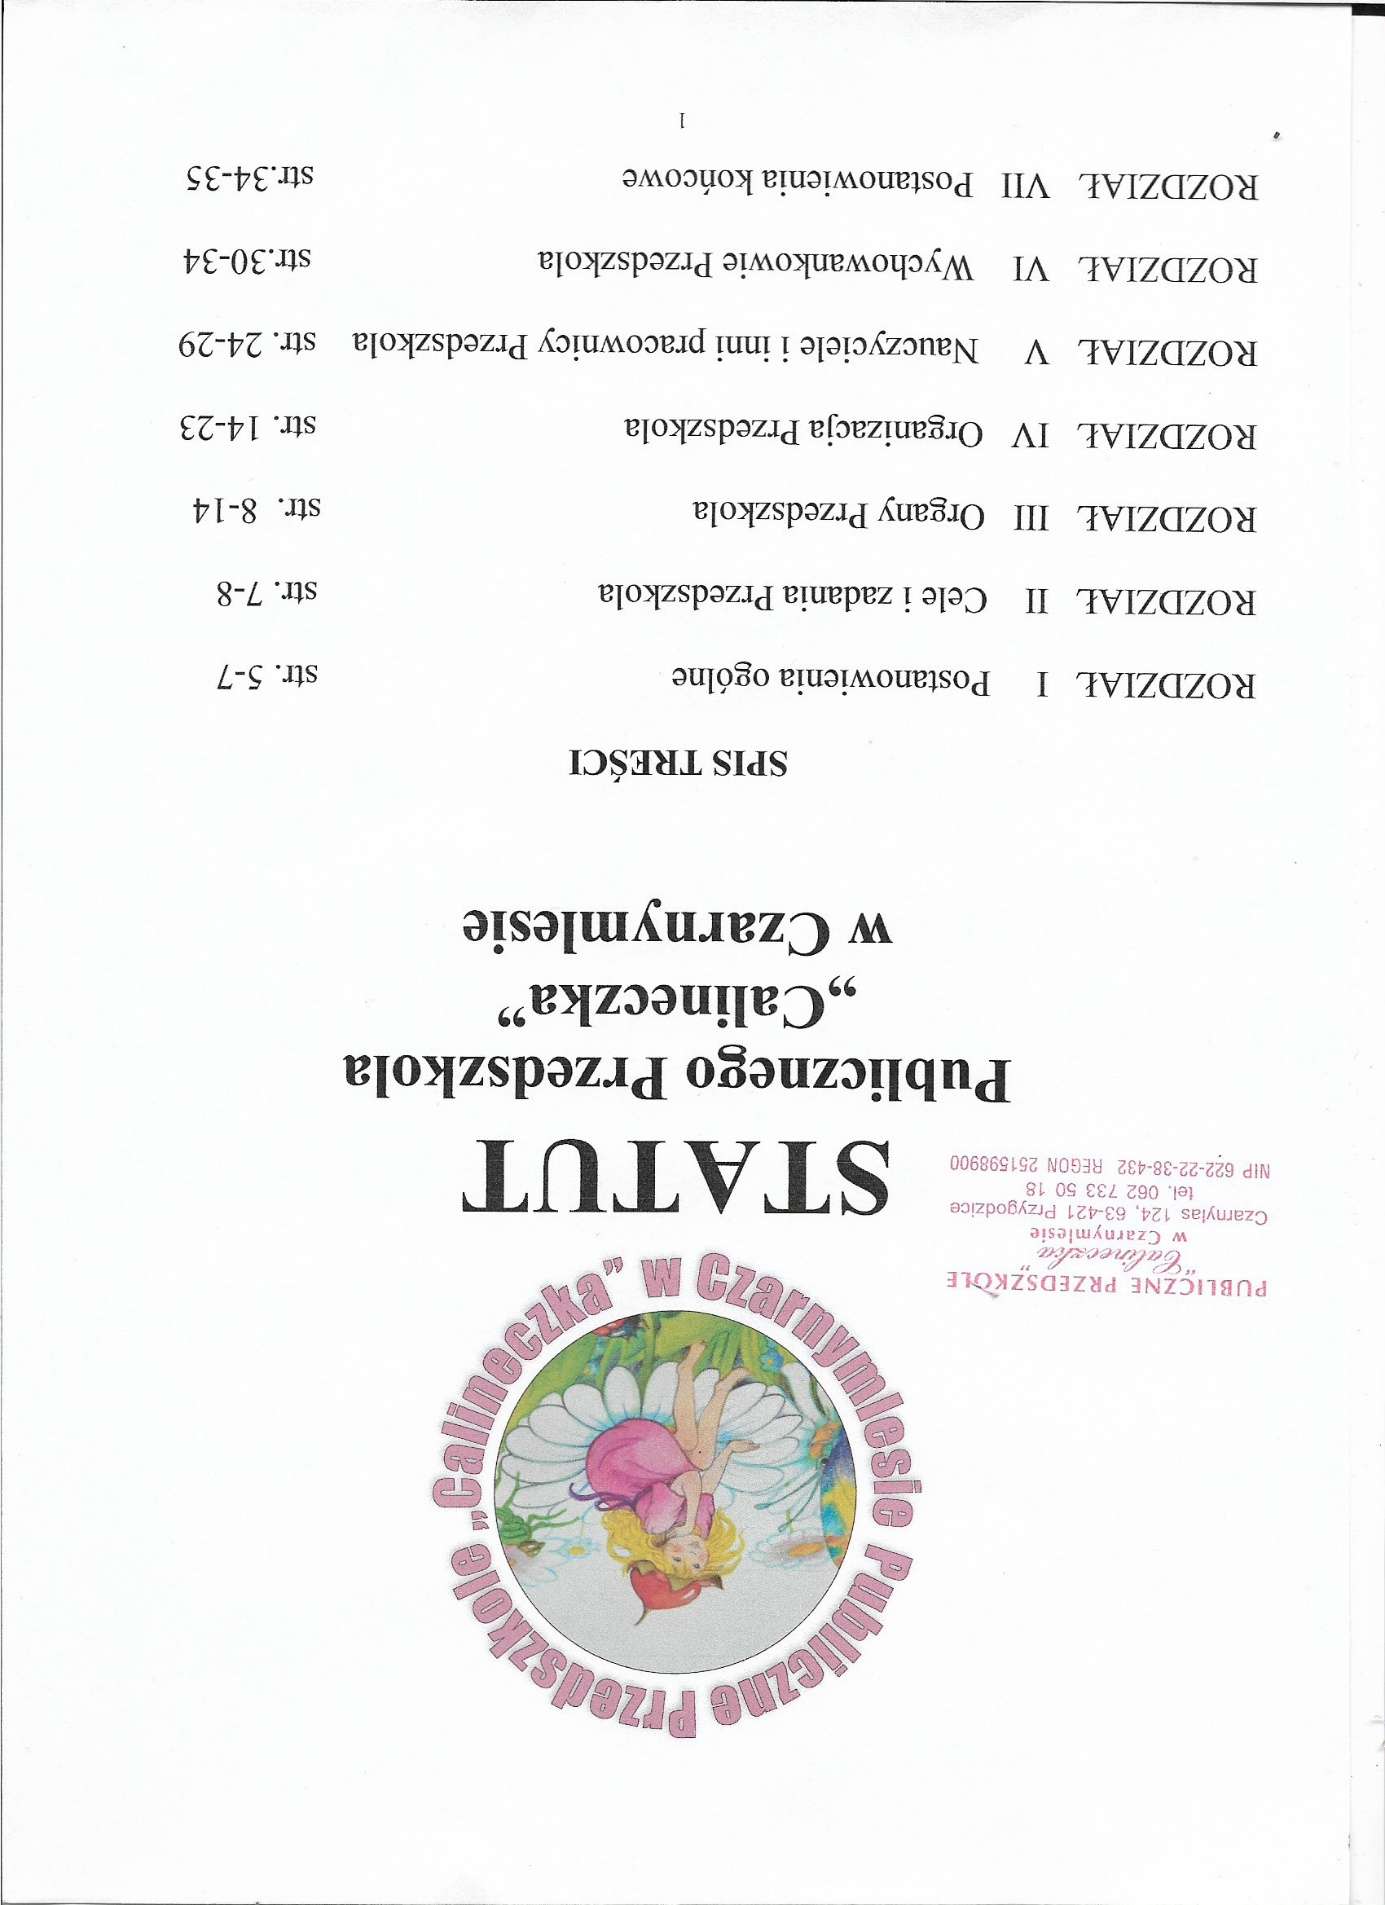 Publiczne Przedszkole „Calineczka” w Czarnymlesie
PUBLICZNE PRZEDSZKOLE
"Calineczka"
w Czarnymlesie
Czarnylas 124, 63-421 Przygodzice
tel. 062 733 50 18
NIP 622-22-38-432 REGON 251598900
STATUT
Publicznego Przedszkola
„Calineczka”
w Czarnymlesie
SPIS TREŚCI
ROZDZIAŁ I Postanowienia ogólne str. 5-7
ROZDZIAŁ II Cele i zadania Przedszkola str. 7-8
ROZDZIAŁ III Organy Przedszkola str. 8-14
ROZDZIAŁ IV Organizacja Przedszkola str. 14-23
ROZDZIAŁ V Nauczyciele i inni pracownicy Przedszkola str. 24-29
ROZDZIAŁ VI Wychowankowie Przedszkola str.30-34
ROZDZIAŁ VII Postanowienia końcowe str.34-35
1